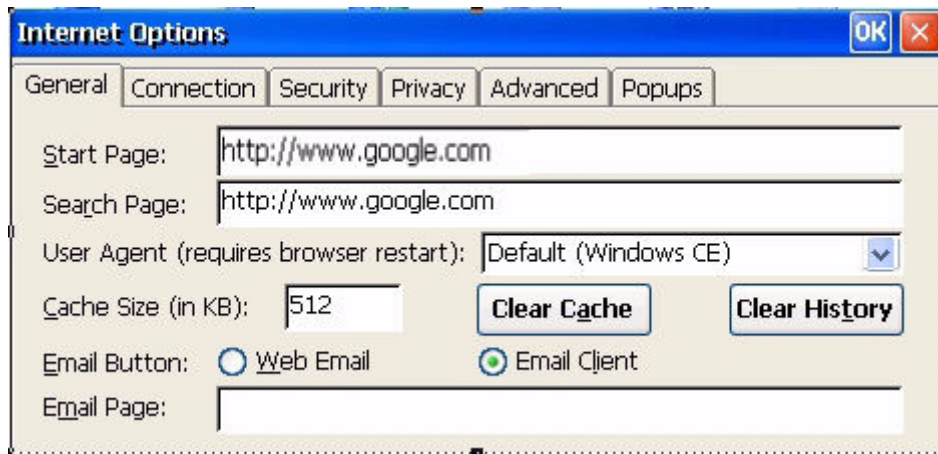 Internet Options OK
General Connection Security Privacy Advanced Popups
Start Page: http://www.google.com
Search Page: http://www.google.com
User Agent (requires browser restart): Default (Windows CE)
Cache Size (in KB): 512 Clear Cache Clear History
Email Button: Web Email Email Client
Email Page: